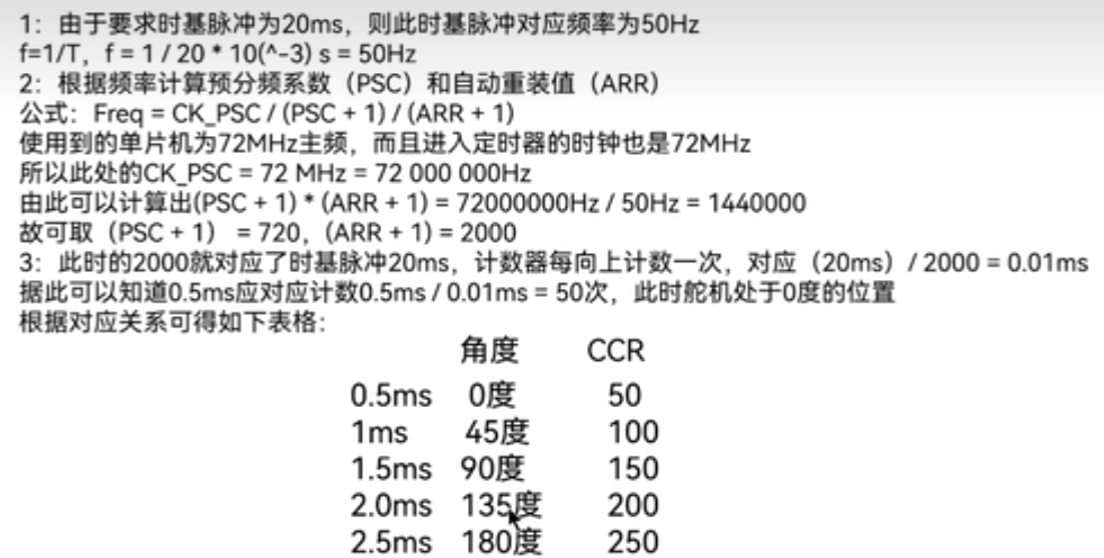 1：由于要求时基脉冲为20ms，则此时基脉冲对应频率为50Hz
f=1/T，f = 1 / 20 * 10(^-3) s = 50Hz
2：根据频率计算预分频系数（PSC）和自动重装值（ARR）
公式：Freq = CK_PSC / (PSC + 1) / (ARR + 1)
使用到的单片机为72MHz主频，而且进入定时器的时钟也是72MHz
所以此处的CK_PSC = 72 MHz = 72 000 000Hz
由此可以计算出(PSC + 1) * (ARR + 1) = 72000000Hz / 50Hz = 1440000
故可取（PSC + 1） = 720，(ARR + 1) = 2000
3：此时的2000就对应了时基脉冲20ms，计数器每向上计数一次，对应（20ms）/ 2000 = 0.01ms
据此可以知道0.5ms应对应计数0.5ms / 0.01ms = 50次，此时舵机处于0度的位置
根据对应关系可得如下表格：
角度 CCR
0.5ms 0度 50
1ms 45度 100
1.5ms 90度 150
2.0ms 135度 200
2.5ms 180度 250